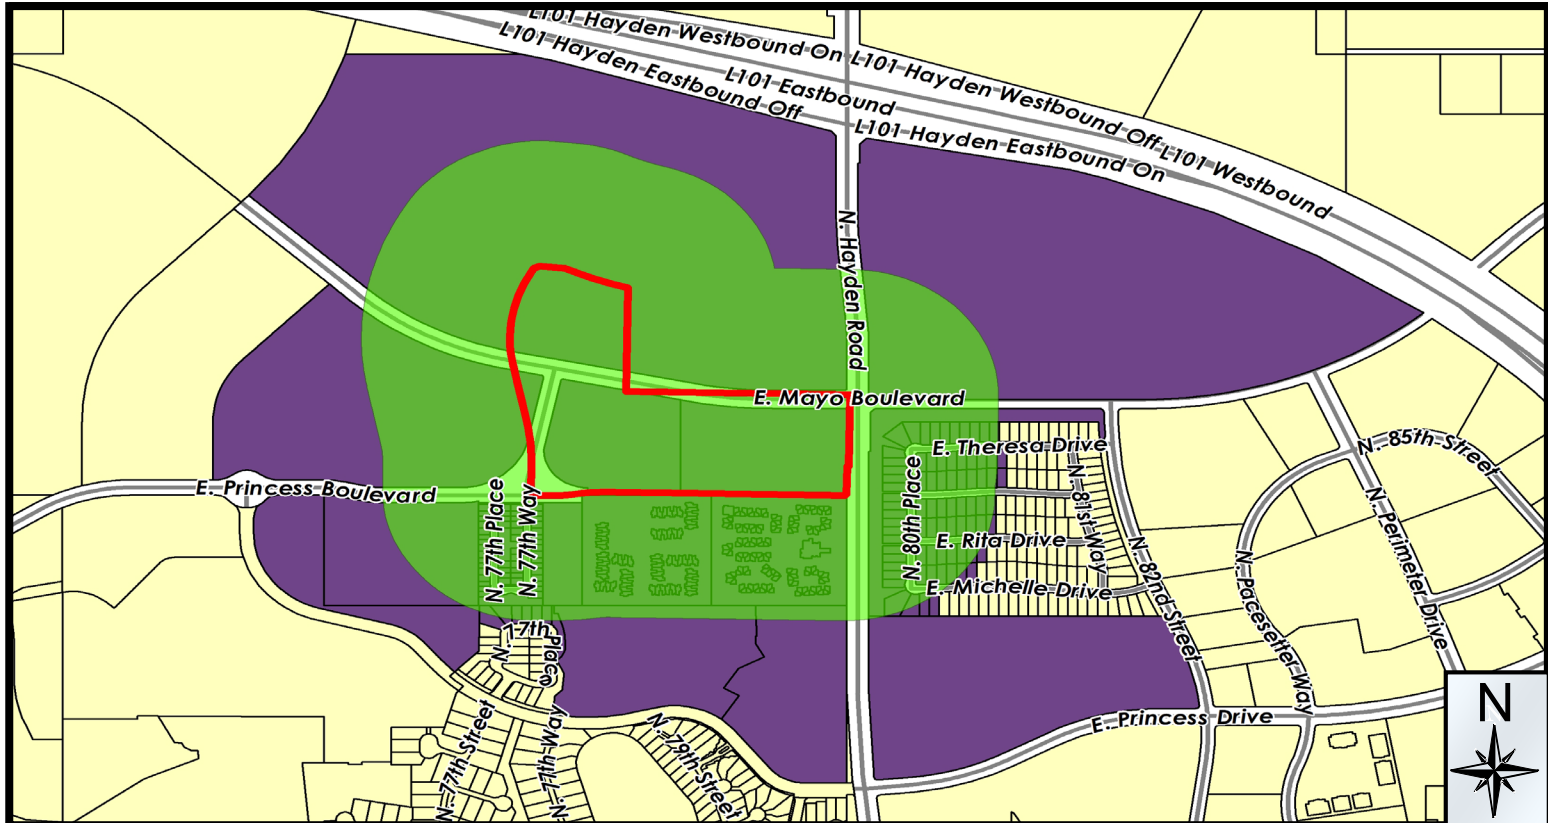 L101 Hayden Westbound On
L101 Hayden Westbound Off
L101 Westbound
L101 Hayden Eastbound Off
L101 Eastbound
L101 Hayden Eastbound On
N. Hayden Road
E. Mayo Boulevard
E. Theresa Drive
N. 85th Street
E. Princess Boulevard
N. 77th Place
N. 77th Way
N. 80th Place
N. 81st Way
E. Rita Drive
E. Michelle Drive
N. 82nd Street
N. Pacesetter Way
N. Perimeter Drive
N. 77th Place
N. 77th Street
N. 77th Way
N. 79th Street
E. Princess Drive
N